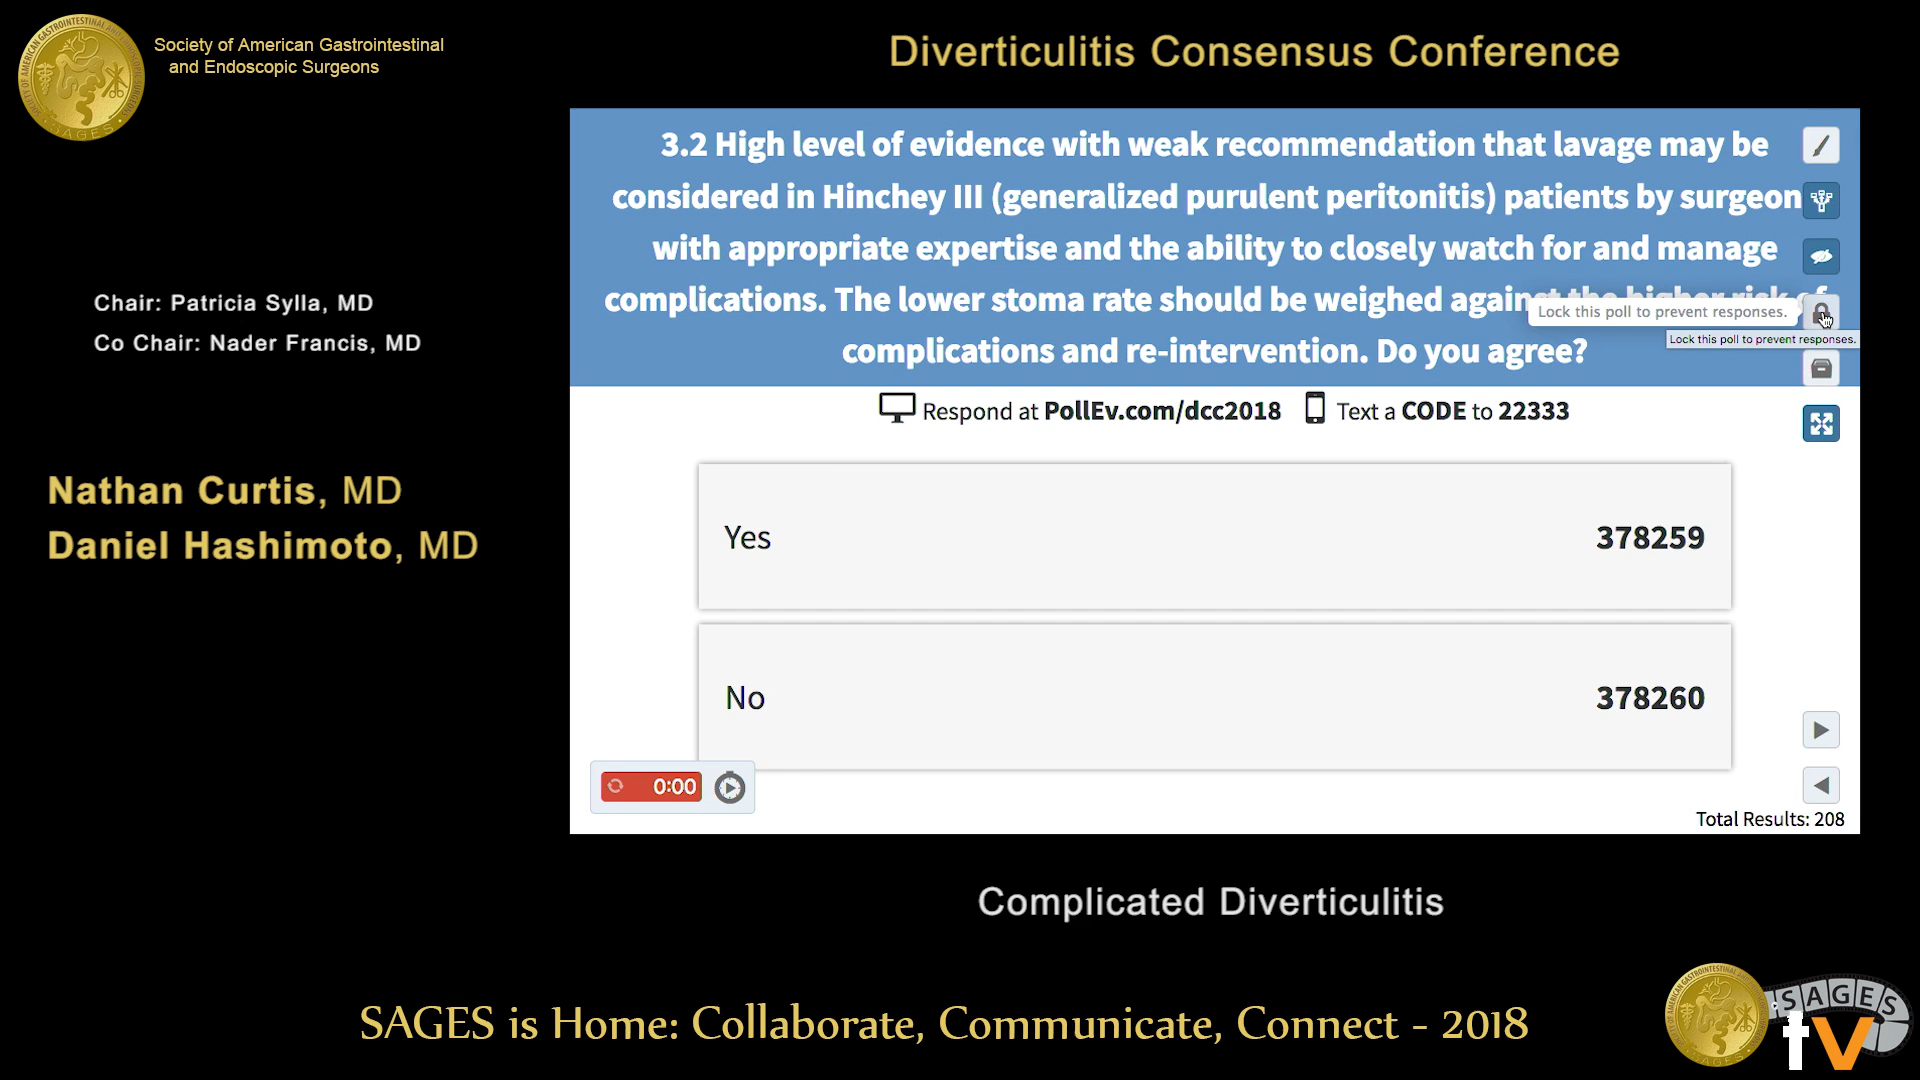 Society of American Gastrointestinal
and Endoscopic Surgeons
Diverticulitis Consensus Conference
3.2 High level of evidence with weak recommendation that lavage may be
considered in Hinchey III (generalized purulent peritonitis) patients by surgeon
with appropriate expertise and the ability to closely watch for and manage
complications. The lower stoma rate should be weighed against the higher risk of
Lock this poll to prevent responses.
Lock this poll to prevent responses.
complications and re-intervention. Do you agree?
Chair: Patricia Sylla, MD
Co Chair: Nader Francis, MD
Respond at PollEv.com/dcc2018 Text a CODE to 22333
Nathan Curtis, MD
Daniel Hashimoto, MD
Yes 378259
No 378260
0:00
Total Results: 208
Complicated Diverticulitis
SAGES is Home: Collaborate, Communicate, Connect - 2018
SAGES
SAGES
tv